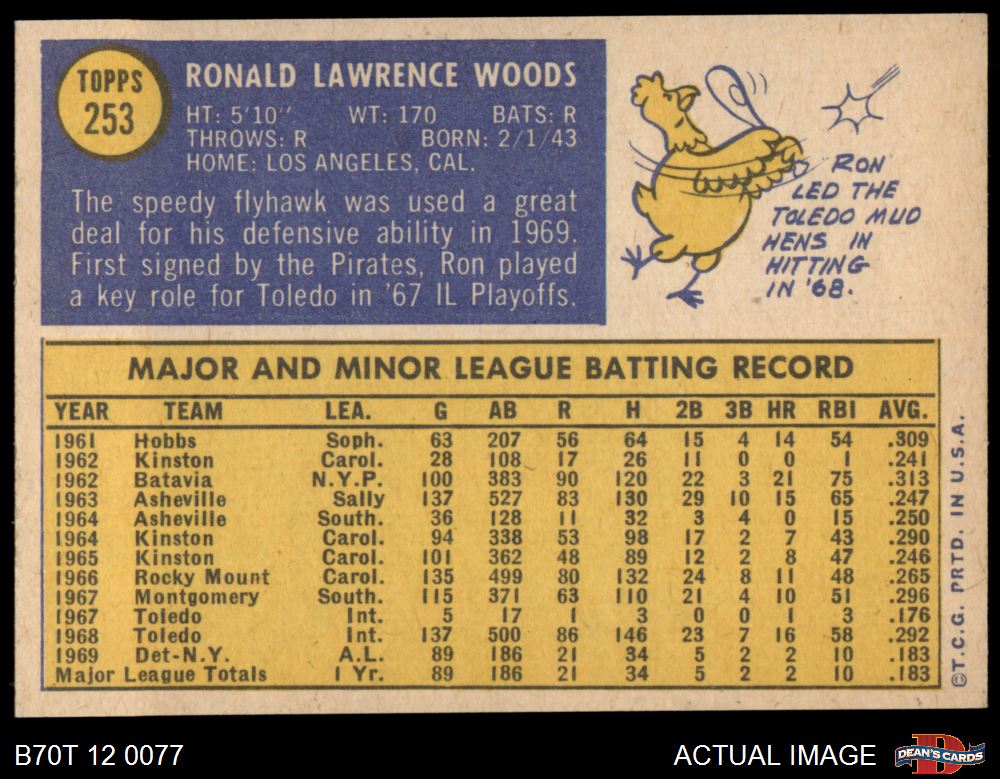 TOPPS
253
RONALD LAWRENCE WOODS
HT: 5'10" WT: 170 BATS: R
THROWS: R BORN: 2/1/43
HOME: LOS ANGELES, CAL.
The speedy flyhawk was used a great
deal for his defensive ability in 1969.
First signed by the Pirates, Ron played
a key role for Toledo in '67 IL Playoffs.
RON
LED THE
TOLEDO MUD
HENS IN
HITTING
IN '68.
MAJOR AND MINOR LEAGUE BATTING RECORD
YEAR TEAM LEA. G AB R H 2B 3B HR RBI AVG.
1961 Hobbs Soph. 63 207 56 64 15 4 14 54 .309
1962 Kinston Carol. 28 108 17 26 11 0 0 1 .241
1962 Batavia N.Y.P. 100 383 90 120 22 3 21 75 .313
1963 Asheville Sally 137 527 83 130 29 10 15 65 .247
1964 Asheville South. 36 128 11 32 3 4 0 15 .250
1964 Kinston Carol. 94 338 53 98 17 2 7 43 .290
1965 Kinston Carol. 101 362 48 89 12 2 8 47 .246
1966 Rocky Mount Carol. 135 499 80 132 24 8 11 48 .265
1967 Montgomery South. 115 371 63 110 21 4 10 51 .296
1967 Toledo Int. 5 17 1 3 0 0 1 3 .176
1968 Toledo Int. 137 500 86 146 23 7 16 58 .292
1969 Det-N.Y. A.L. 89 186 21 34 5 2 2 10 .183
Major League Totals 1 Yr. 89 186 21 34 5 2 2 10 .183
©T.C.G. PRTD. IN U.S.A.
B70T 12 0077
ACTUAL IMAGE
D
DEAN'S CARDS